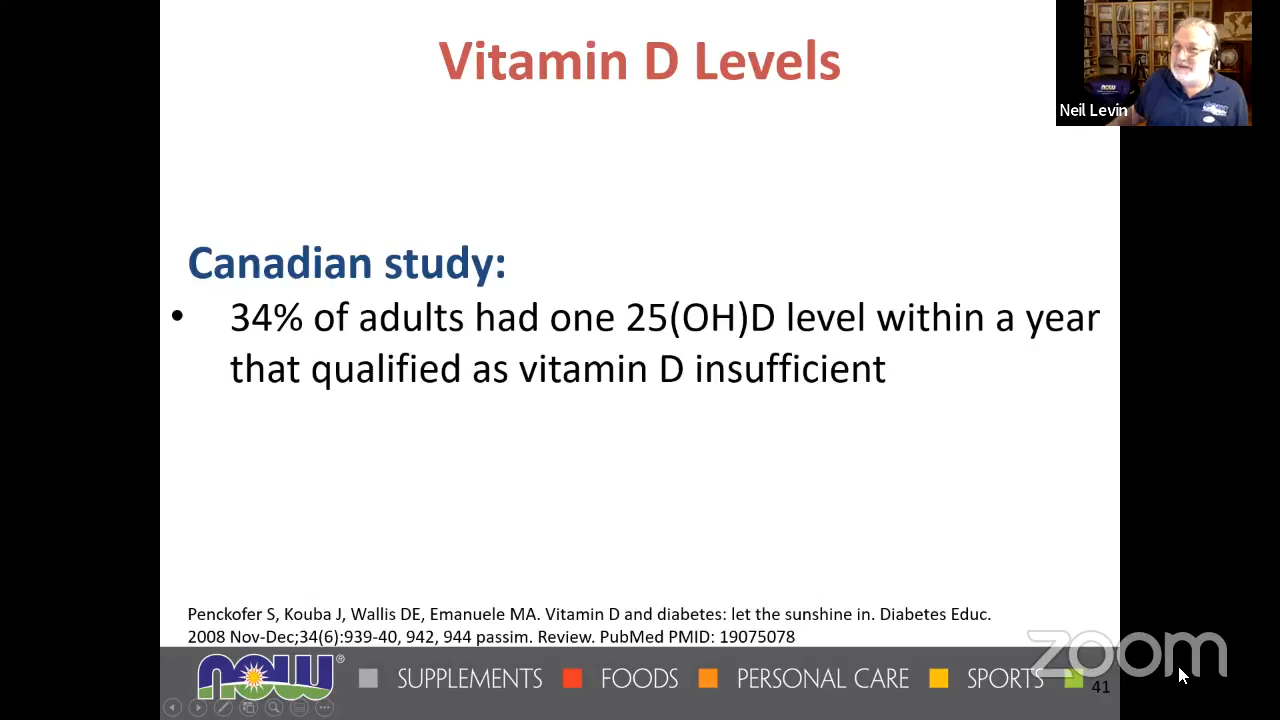 Vitamin D Levels
Neil Levin
Canadian study:
• 34% of adults had one 25(OH)D level within a year
that qualified as vitamin D insufficient
Penckofer S, Kouba J, Wallis DE, Emanuele MA. Vitamin D and diabetes: let the sunshine in. Diabetes Educ.
2008 Nov-Dec;34(6):939-40, 942, 944 passim. Review. PubMed PMID: 19075078
zoom
now® SUPPLEMENTS FOODS PERSONAL CARE SPORTS 41